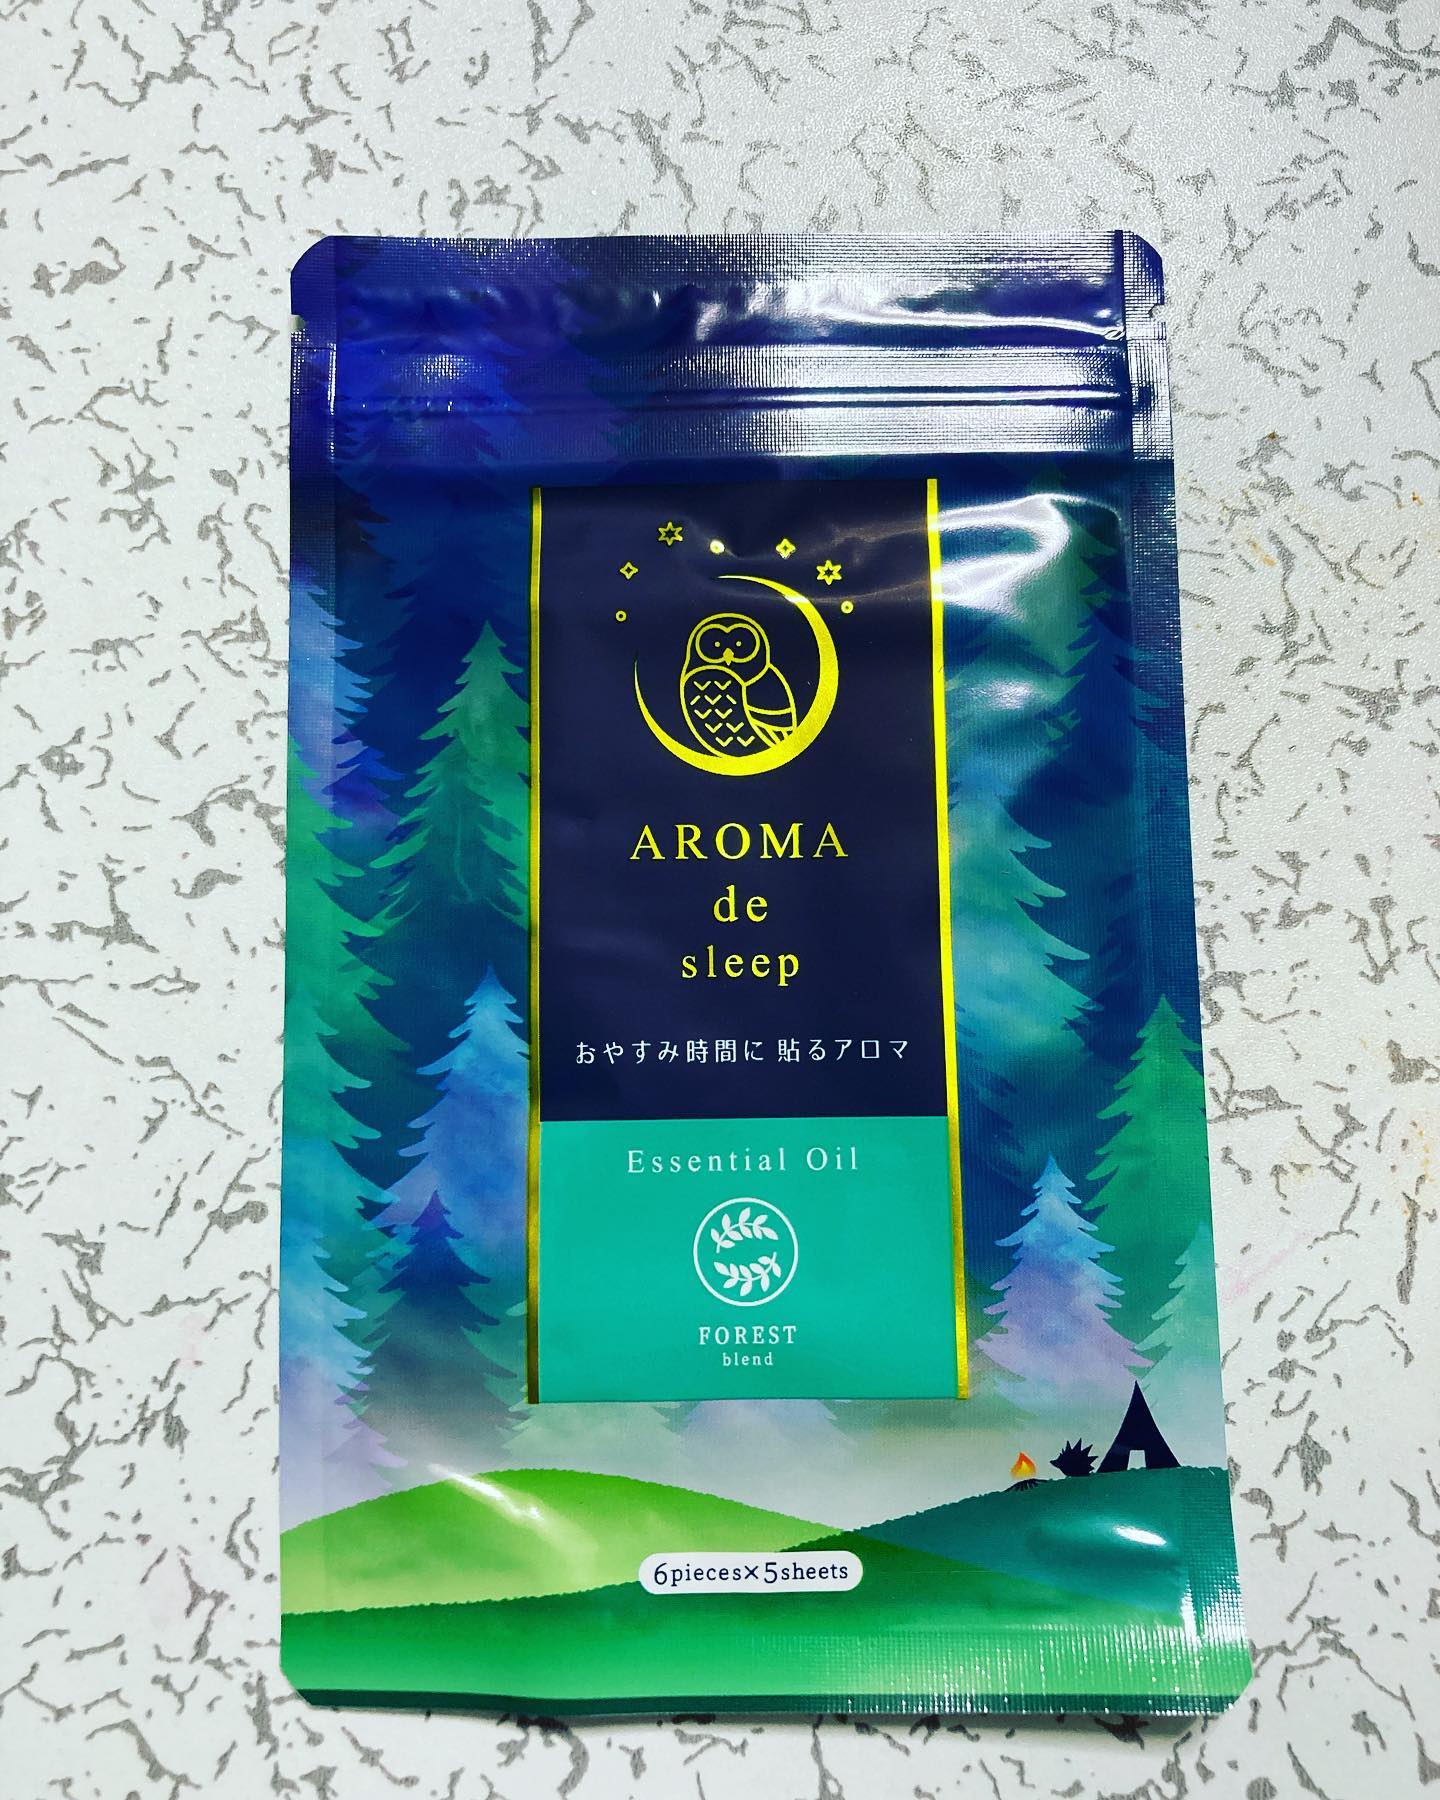 AROMA
de
sleep
おやすみ時間に 貼るアロマ
Essential Oil
FOREST
blend
6pieces×5sheets